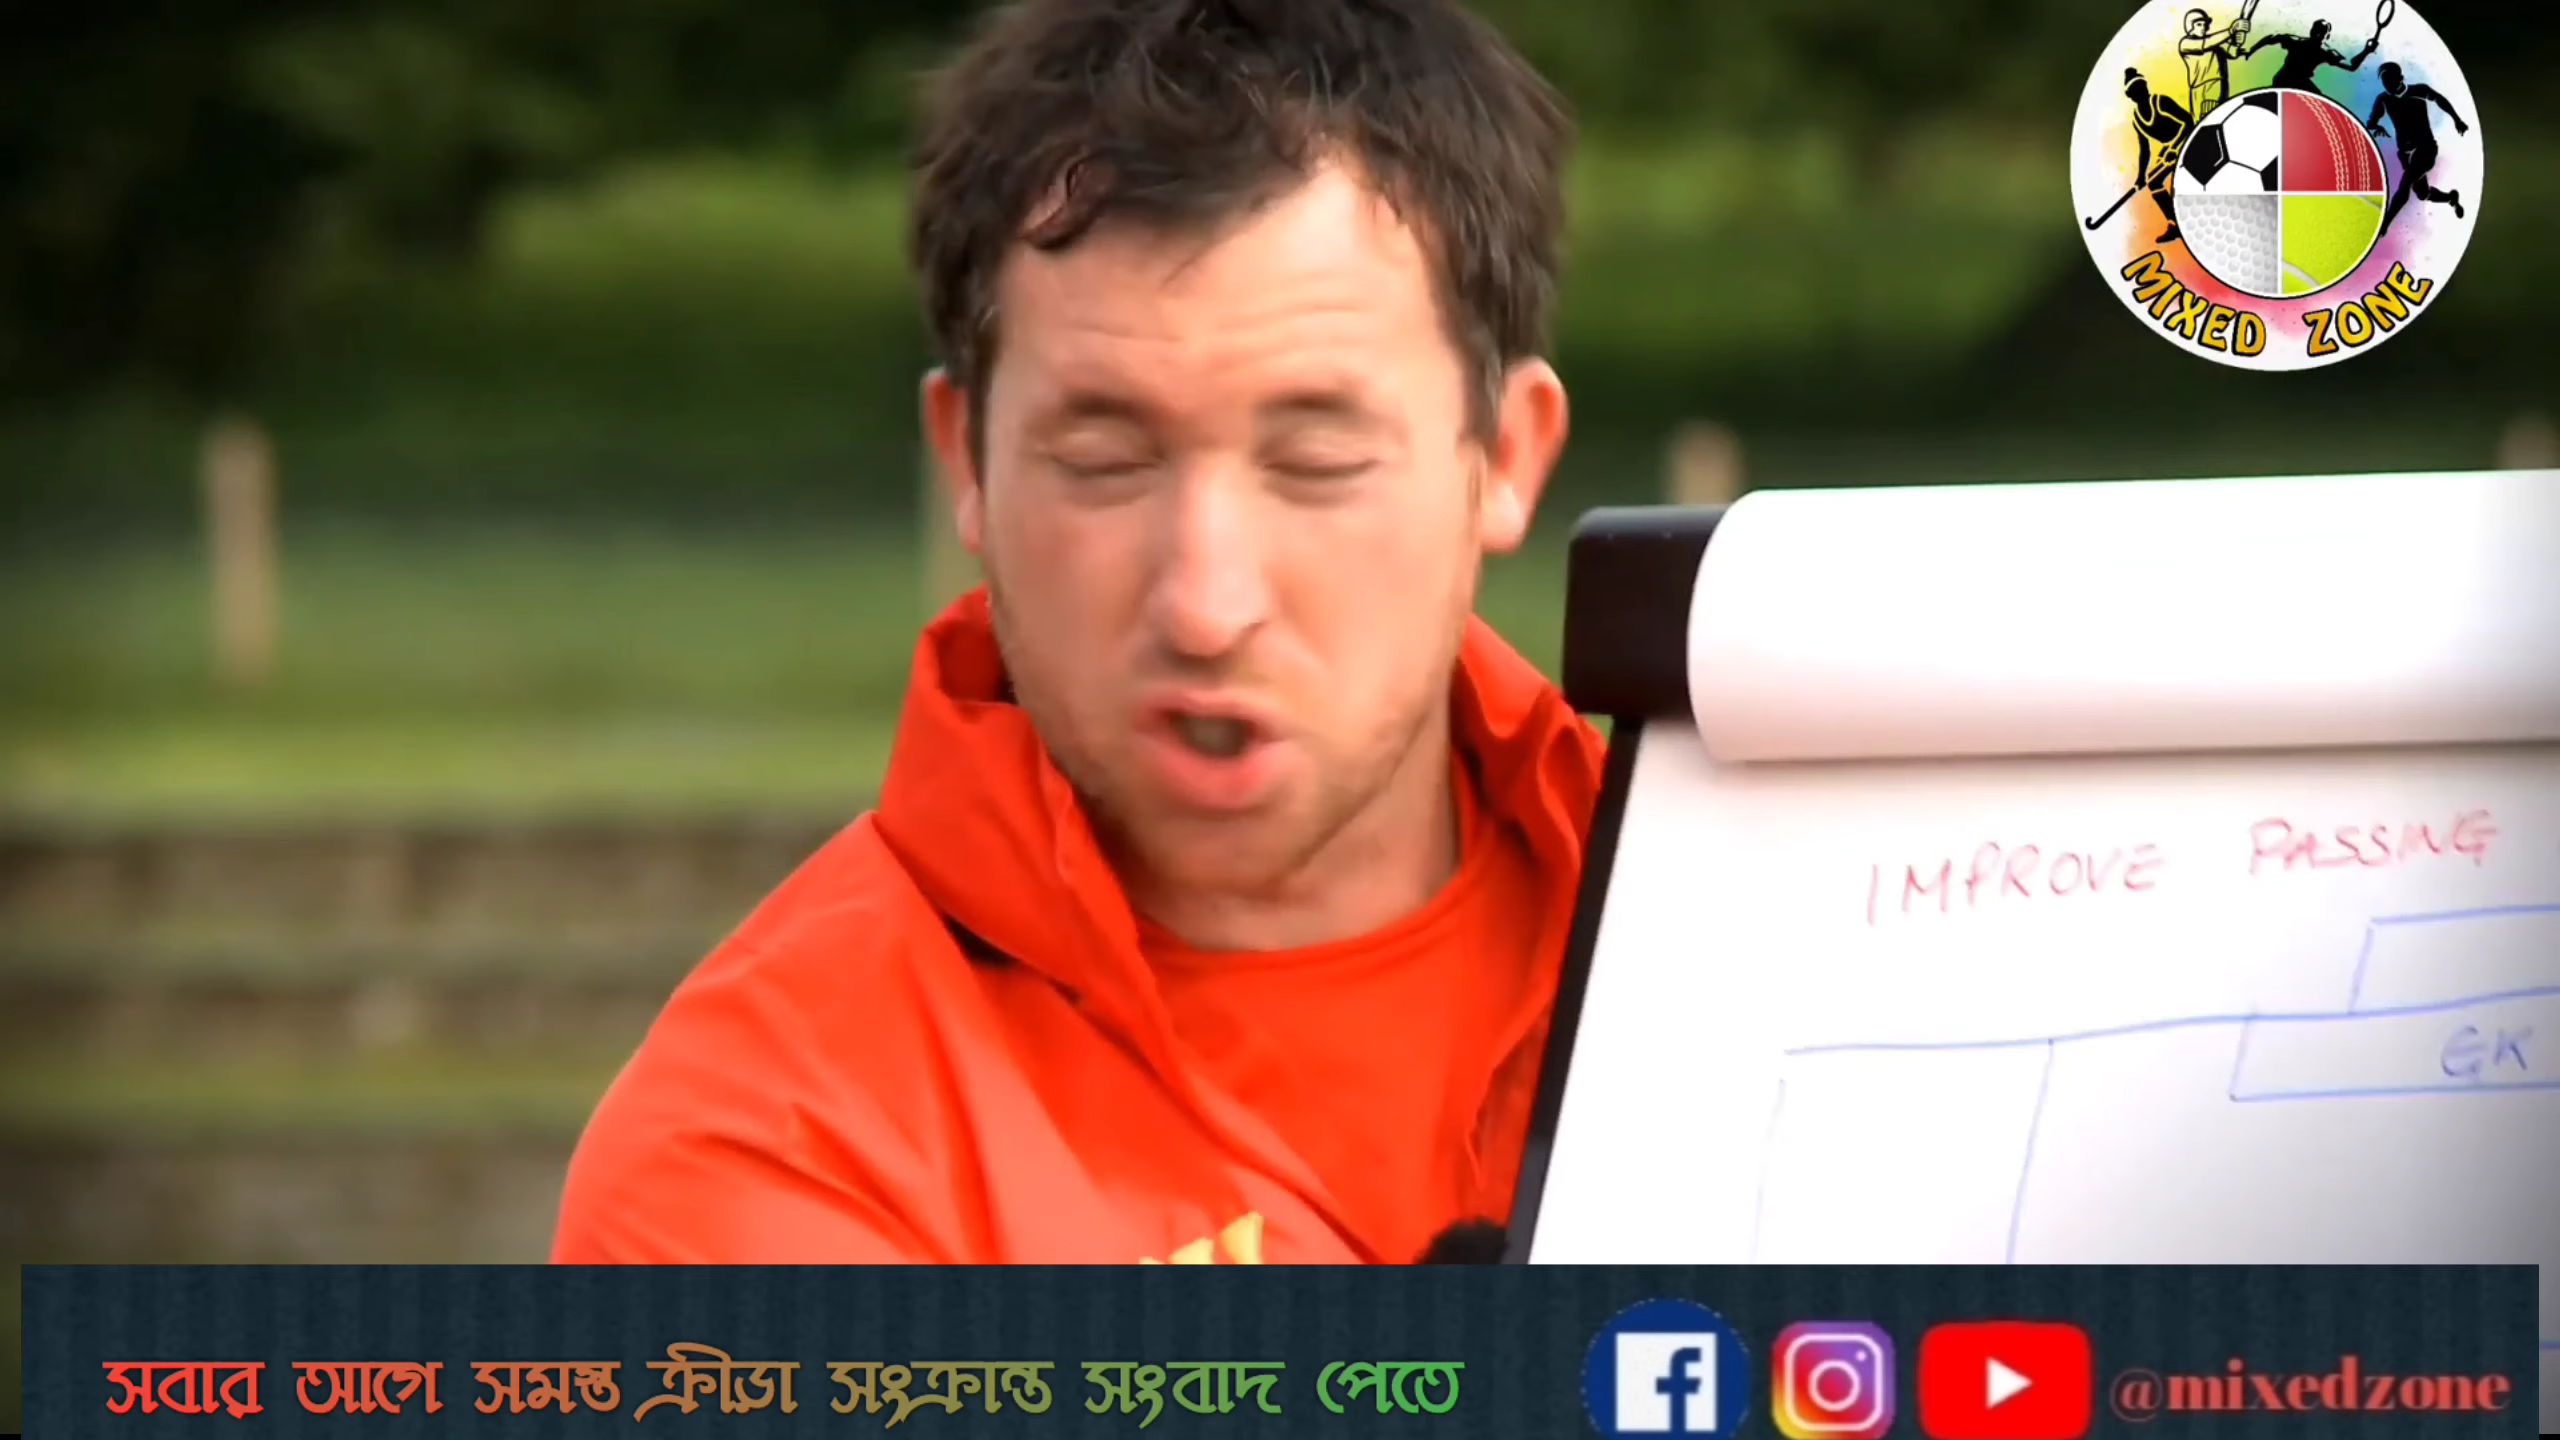 MIXED ZONE
IMPROVE PASSING
GK
সবার আগে সমস্ত ক্রীড়া সংক্রান্ত সংবাদ পেতে
@mixedzone